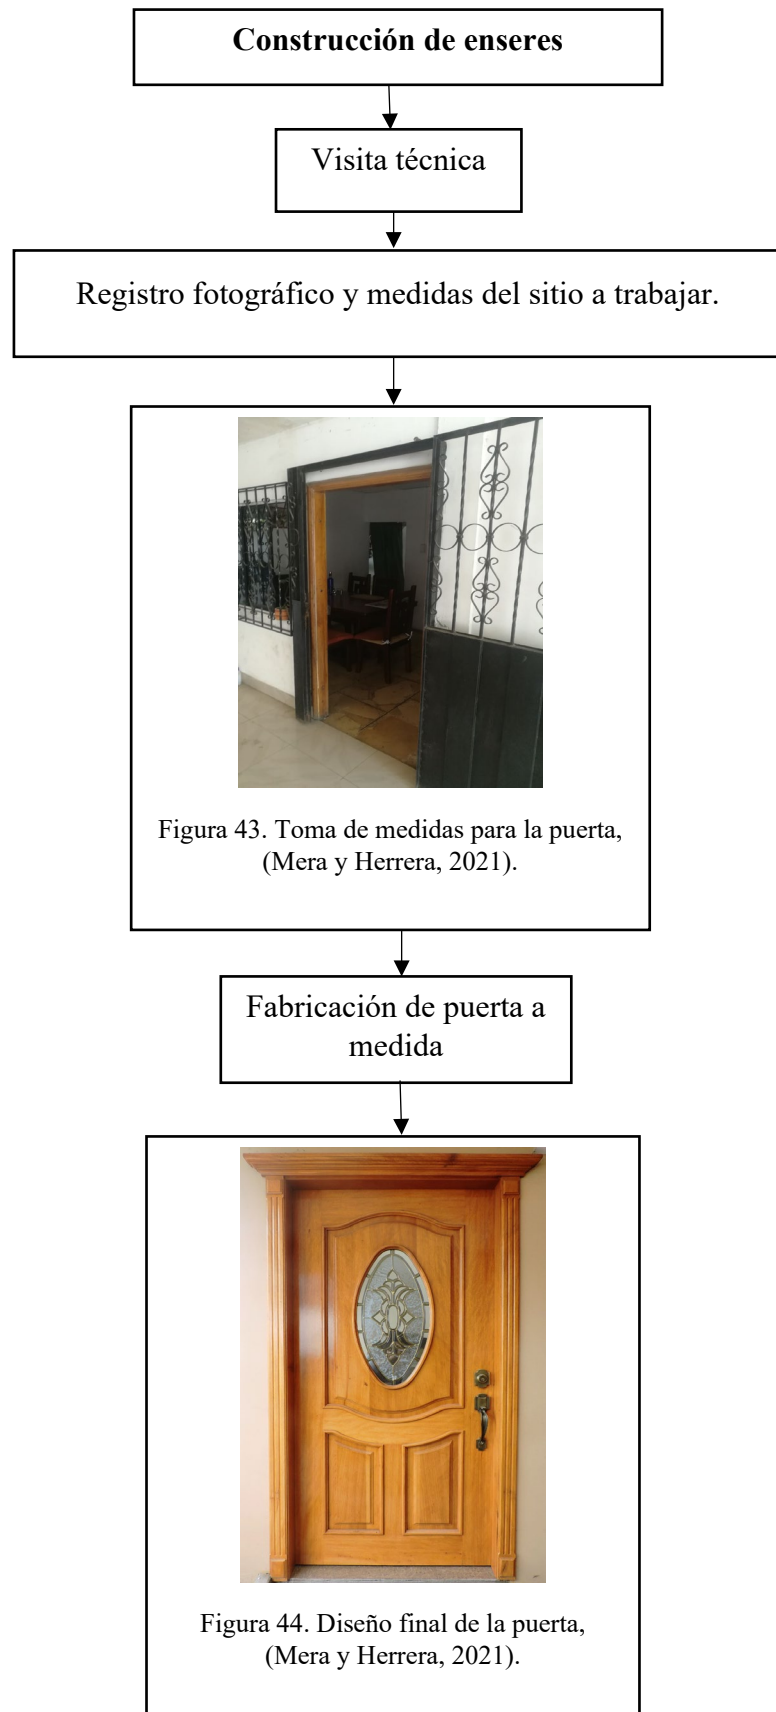 Construcción de enseres
Visita técnica
Registro fotográfico y medidas del sitio a trabajar.
Figura 43. Toma de medidas para la puerta,
(Mera y Herrera, 2021).
Fabricación de puerta a
medida
Figura 44. Diseño final de la puerta,
(Mera y Herrera, 2021).